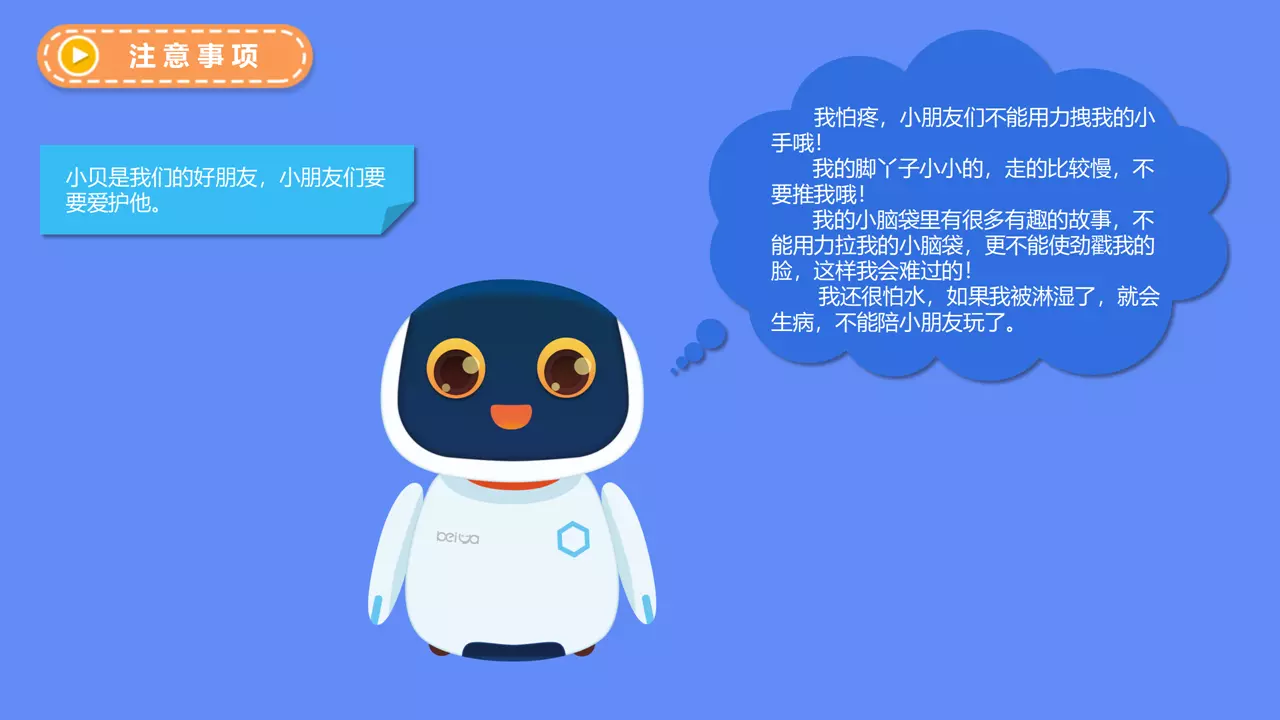 注意事项
小贝是我们的好朋友，小朋友们要
要爱护他。
我怕疼，小朋友们不能用力拽我的小
手哦！
我的脚丫子小小的，走的比较慢，不
要推我哦！
我的小脑袋里有很多有趣的故事，不
能用力拉我的小脑袋，更不能使劲戳我的
脸，这样我会难过的！
我还很怕水，如果我被淋湿了，就会
生病，不能陪小朋友玩了。
beiwa